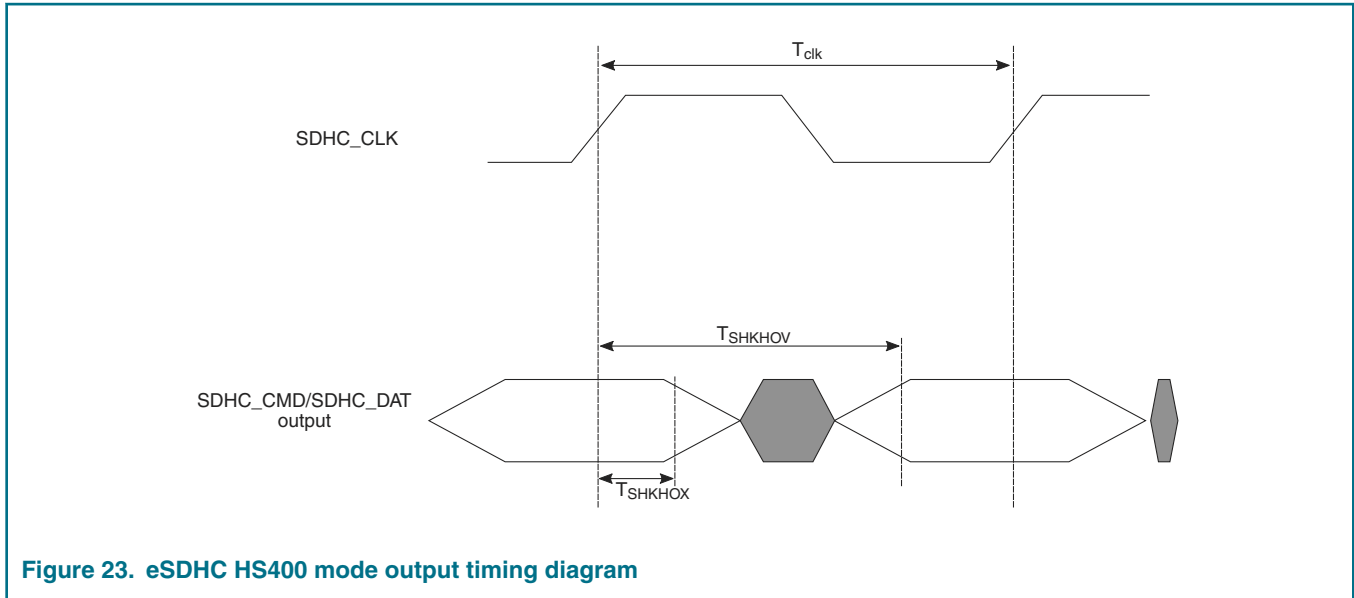 Tclk
SDHC_CLK
TSHKHOV
SDHC_CMD/SDHC_DAT
output
TSHKHOX
Figure 23. eSDHC HS400 mode output timing diagram